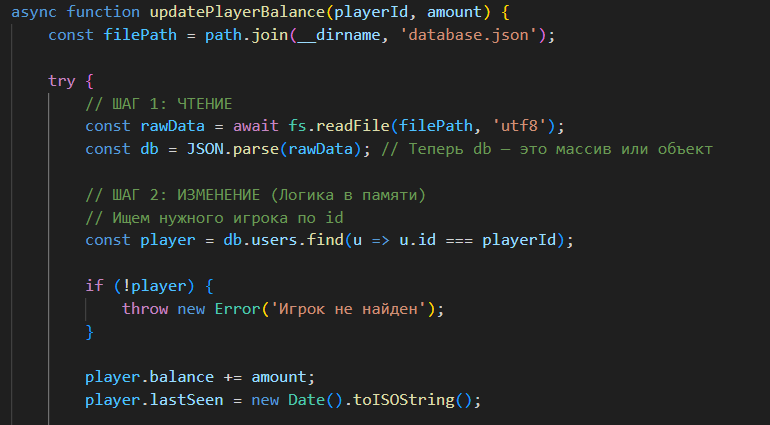 async function updatePlayerBalance(playerId, amount) {
const filePath = path.join(__dirname, 'database.json');
try {
// ШАГ 1: ЧТЕНИЕ
const rawData = await fs.readFile(filePath, 'utf8');
const db = JSON.parse(rawData); // Теперь db — это массив или объект
// ШАГ 2: ИЗМЕНЕНИЕ (Логика в памяти)
// Ищем нужного игрока по id
const player = db.users.find(u => u.id === playerId);
if (!player) {
throw new Error('Игрок не найден');
}
player.balance += amount;
player.lastSeen = new Date().toISOString();